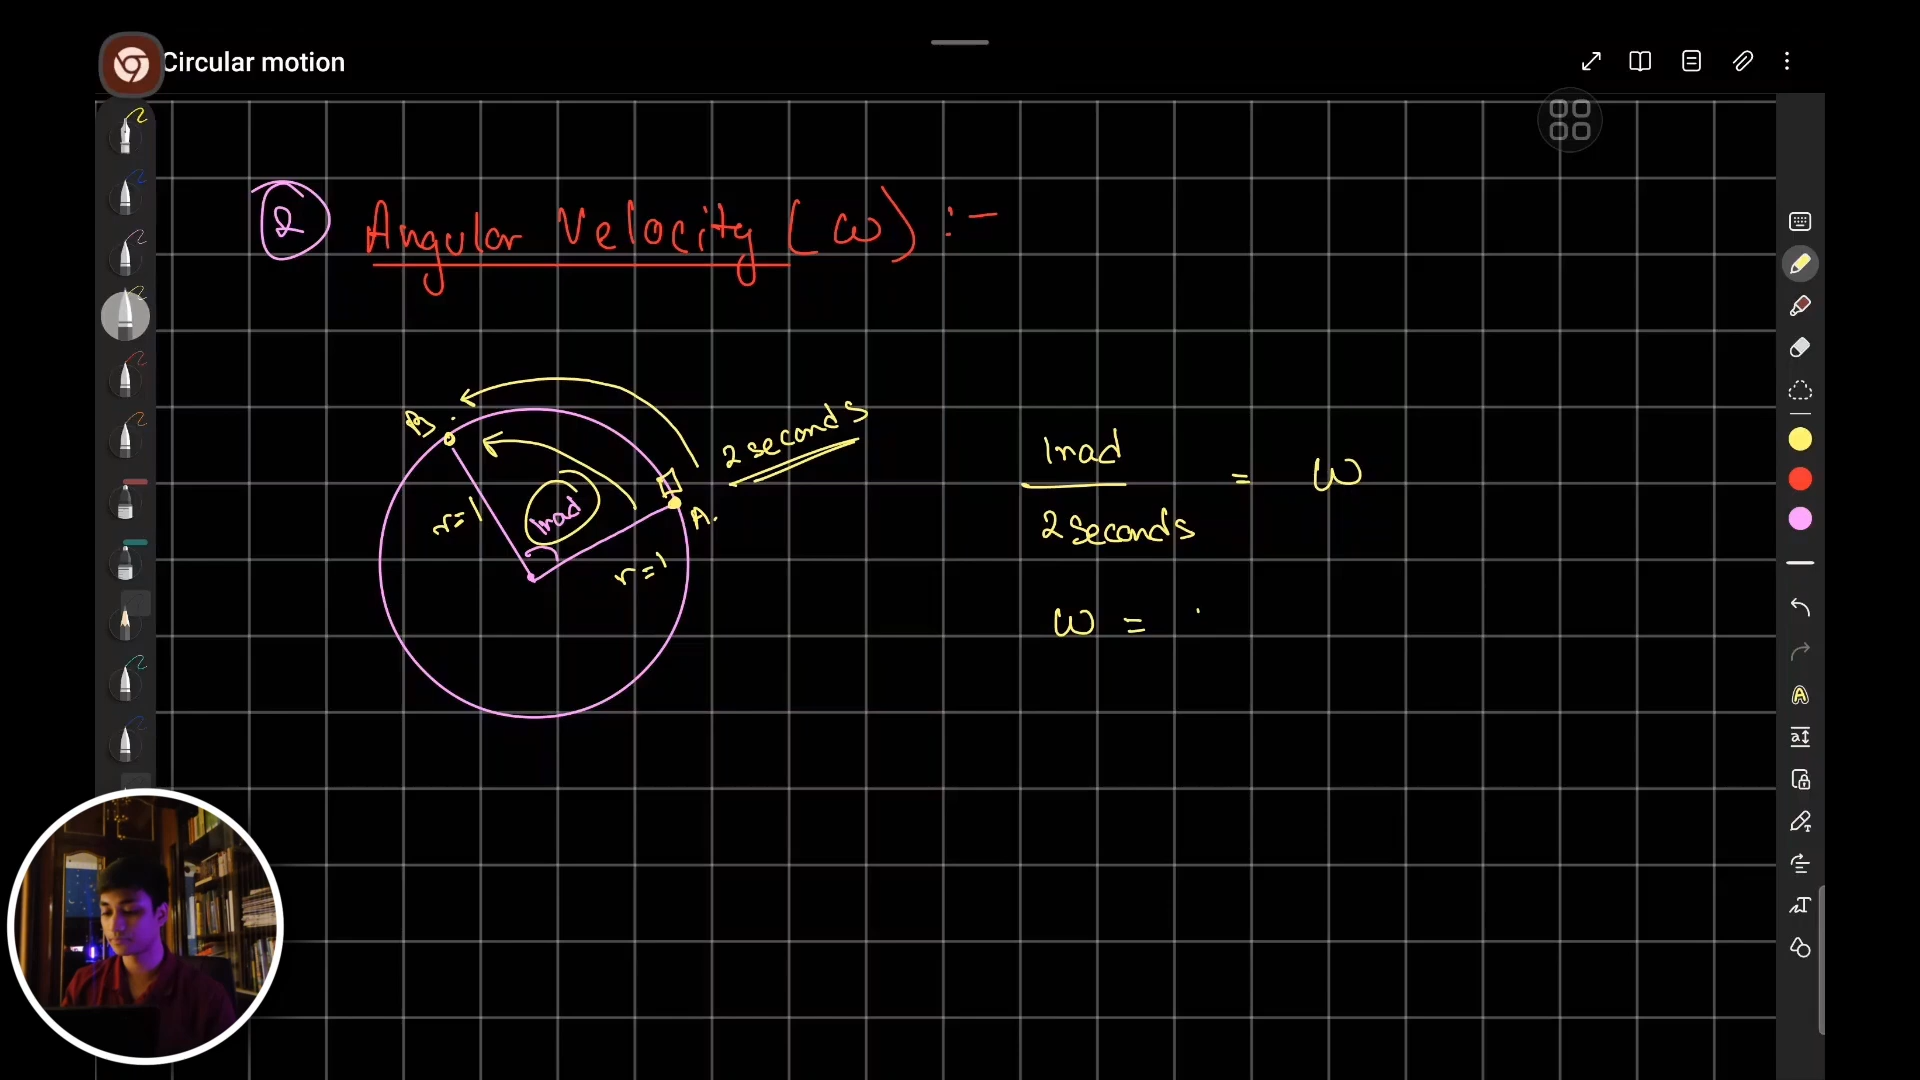 Circular motion
2
Angular Velocity (ω) :-
B
2 seconds
A.
1rad
r=1
r=1
1rad
2 seconds
= ω
ω =